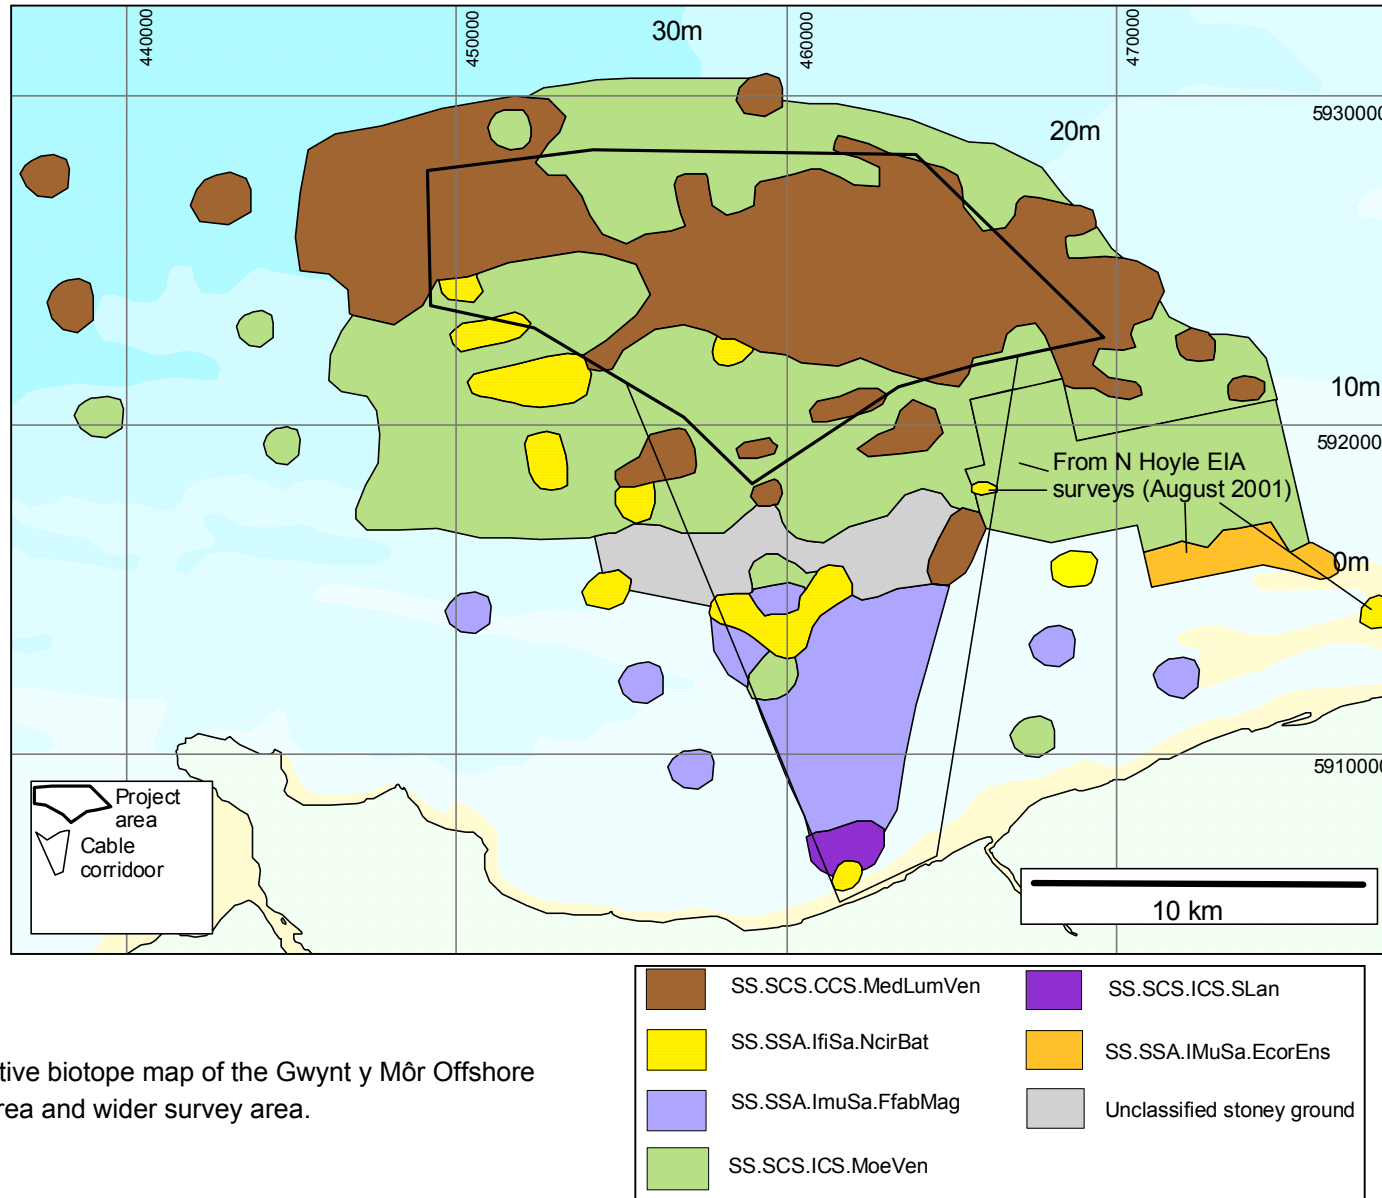 440000
450000
30m
460000
470000
5930000
20m
10m
592000
From N Hoyle EIA
surveys (August 2001)
0m
5910000
Project
area
Cable
corridoor
10 km
SS.SCS.CCS.MedLumVen
SS.SCS.ICS.SLan
SS.SSA.IfiSa.NcirBat
SS.SSA.IMuSa.EcorEns
SS.SSA.ImuSa.FfabMag
Unclassified stoney ground
SS.SCS.ICS.MoeVen
tive biotope map of the Gwynt y Môr Offshore
rea and wider survey area.